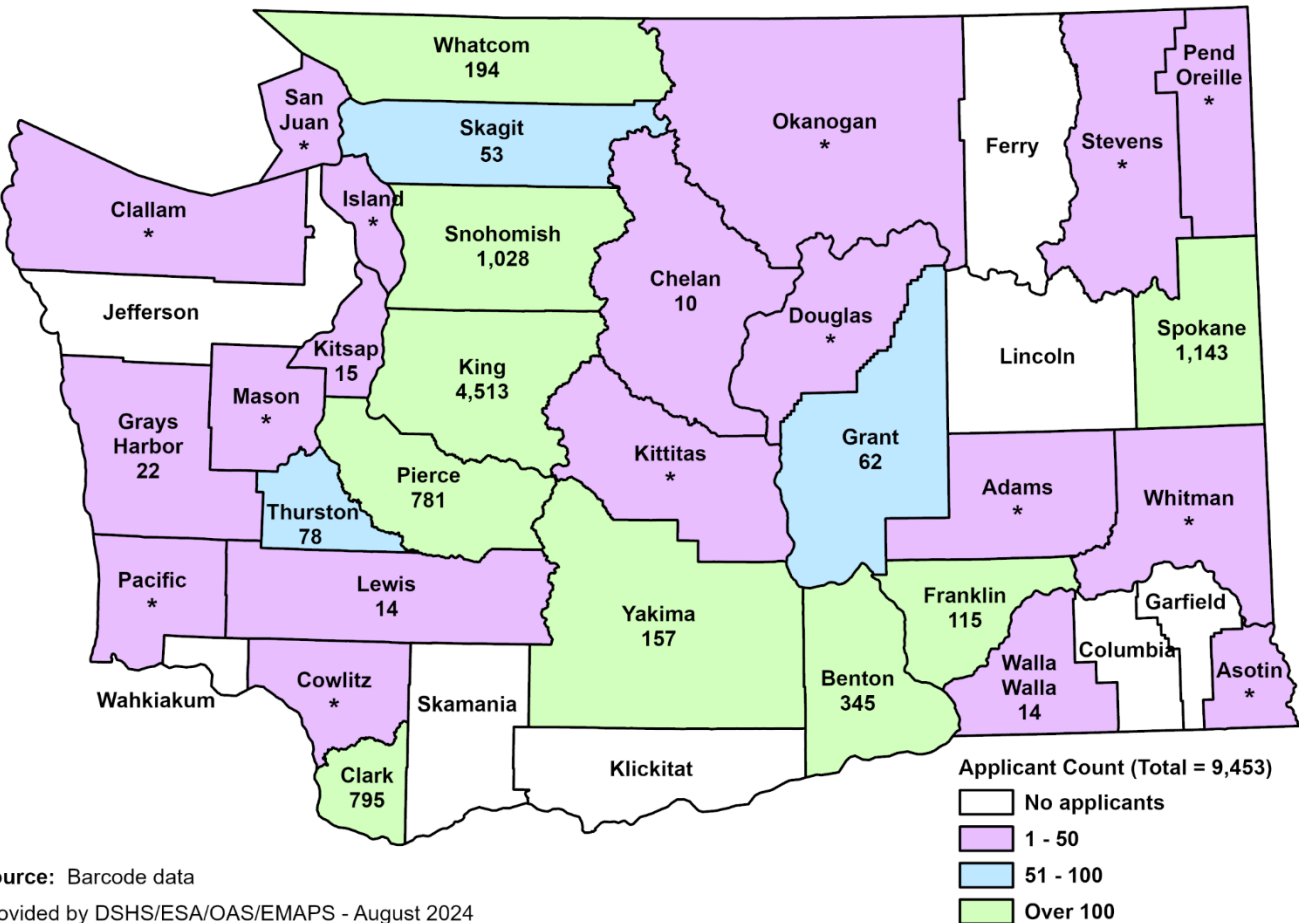 Whatcom
194
San
Juan
*
Skagit
53
Okanogan
*
Ferry
Stevens
*
Pend
Oreille
*
Clallam
*
Island
*
Snohomish
1,028
Chelan
10
Douglas
*
Jefferson
Kitsap
15
King
4,513
Lincoln
Spokane
1,143
Mason
*
Grays
Harbor
22
Thurston
78
Pierce
781
Kittitas
*
Grant
62
Adams
*
Whitman
*
Pacific
*
Lewis
14
Yakima
157
Franklin
115
Garfield
Columbia
Walla
Walla
14
Asotin
*
Benton
345
Wahkiakum
Cowlitz
*
Skamania
Klickitat
Clark
795
Applicant Count (Total = 9,453)
No applicants
1 - 50
51 - 100
Over 100
ource: Barcode data
ovided by DSHS/ESA/OAS/EMAPS - August 2024